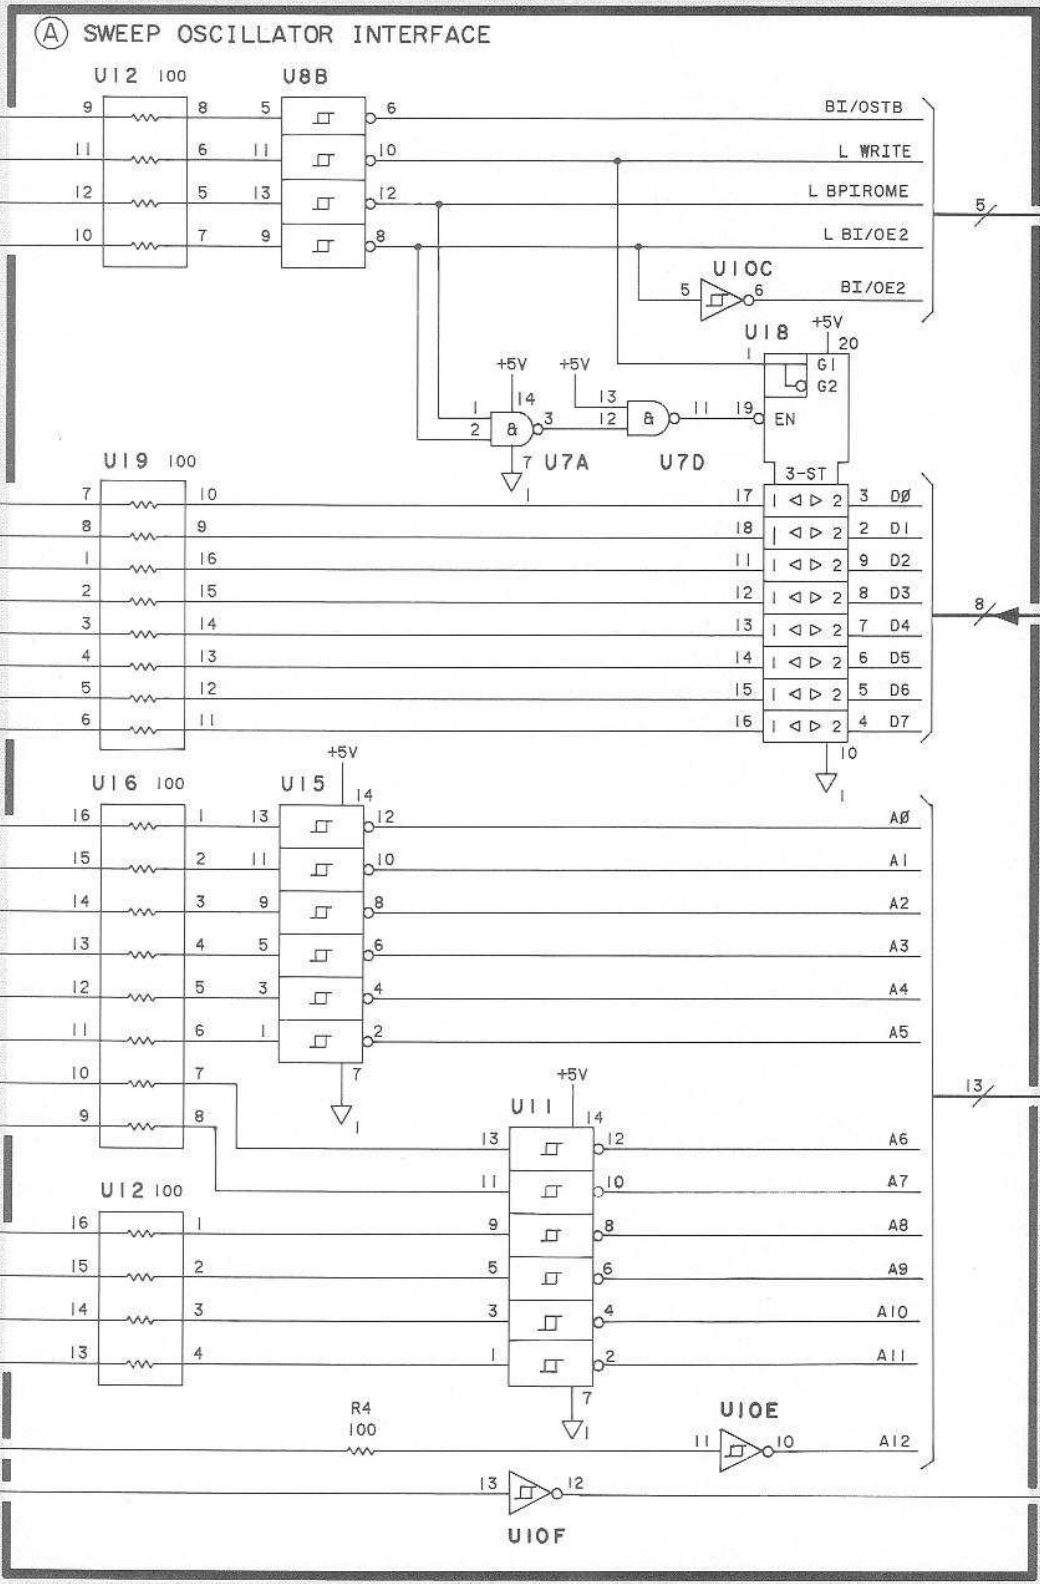 A SWEEP OSCILLATOR INTERFACE
U12 100 U8B
9 8 5 6 BI/OSTB
11 6 11 10 L WRITE
12 5 13 12 L BPIROME
5
10 7 9 8 L BI/OE2
U10C
5 6 BI/OE2
U18 +5V
1 20
G1
G2
+5V +5V
14 13 11 19 EN
1 & 3 12 &
2
7 U7A U7D
1
3-ST
U19 100
7 10 17 1 2 3 DØ
8 9 18 1 2 2 D1
1 16 11 1 2 9 D2
2 15 12 1 2 8 D3
8
3 14 13 1 2 7 D4
4 13 14 1 2 6 D5
5 12 15 1 2 5 D6
6 11 16 1 2 4 D7
10
1
+5V
U16 100 U15 14
16 1 13 12 AØ
15 2 11 10 A1
14 3 9 8 A2
13 4 5 6 A3
12 5 3 4 A4
11 6 1 2 A5
10 7 7
1
13
9 8
+5V
U11 14
13 12 A6
11 10 A7
U12 100
16 1 9 8 A8
15 2 5 6 A9
14 3 3 4 A10
13 4 1 2 A11
7
1
R4
100
U10E
11 10 A12
13 12
U10F